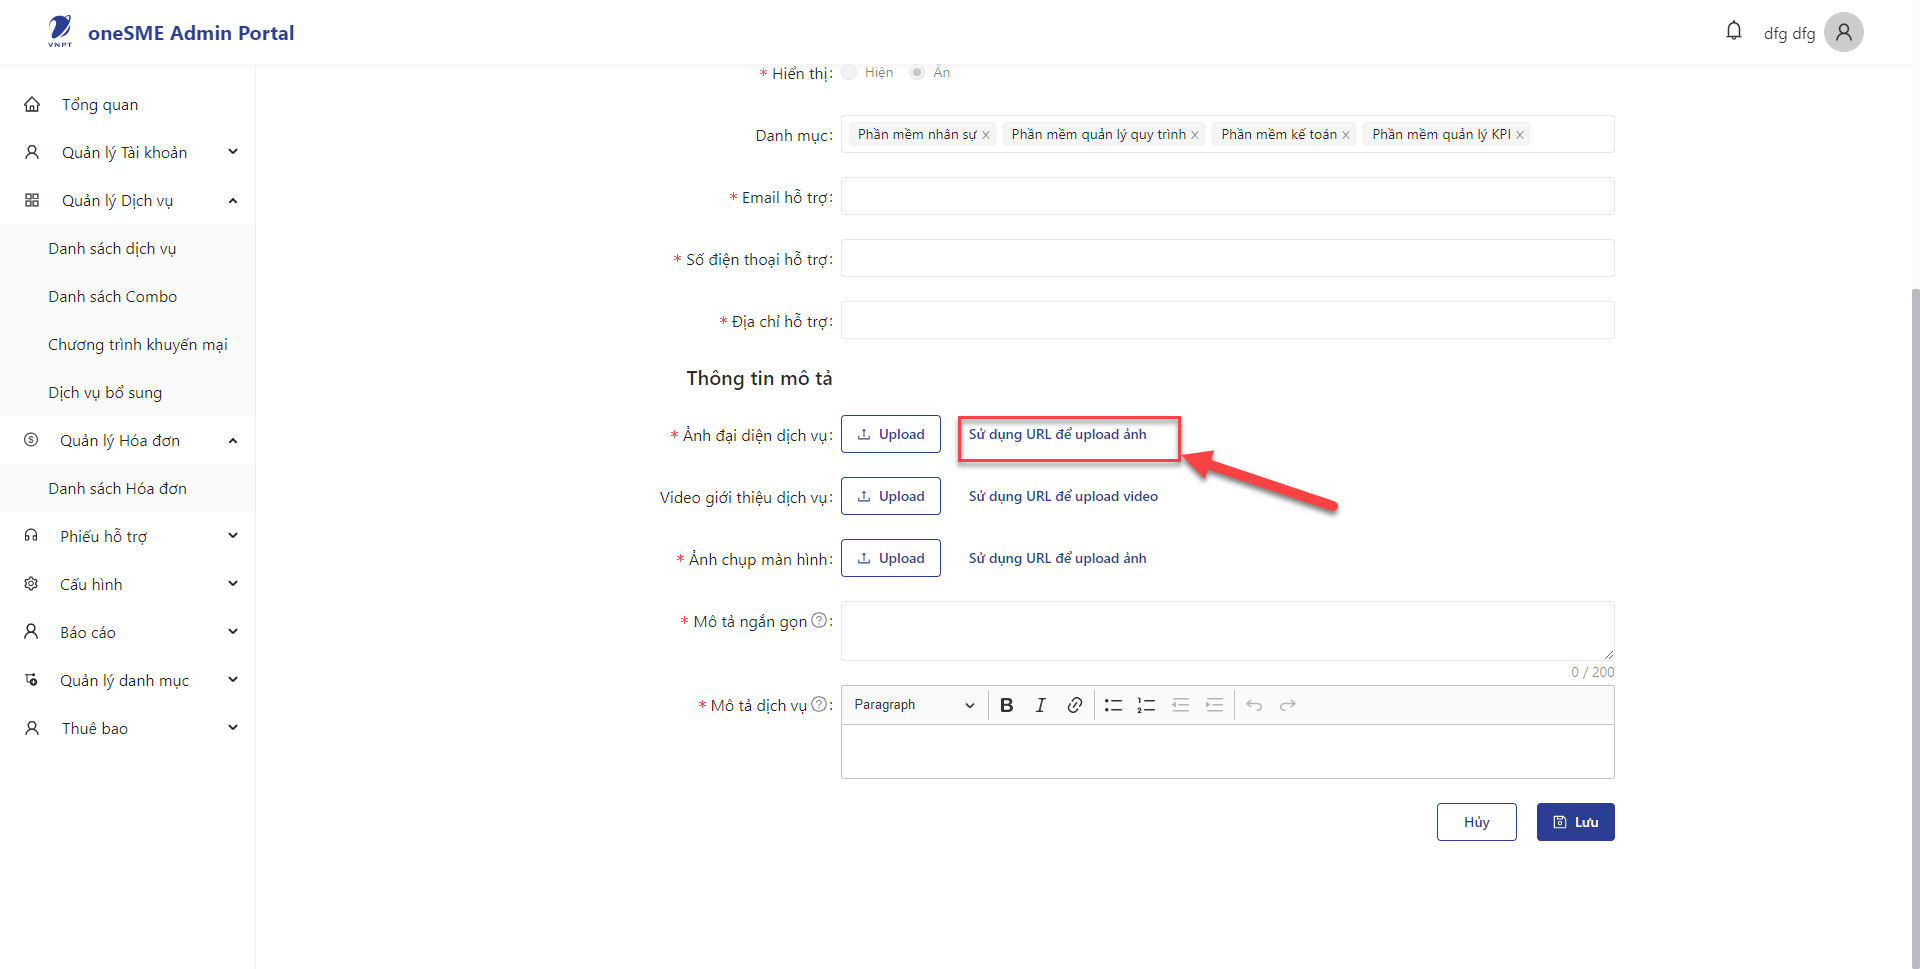 VNPT
oneSME Admin Portal
dfg dfg
Tổng quan
Quản lý Tài khoản
Quản lý Dịch vụ
Danh sách dịch vụ
Danh sách Combo
Chương trình khuyến mại
Dịch vụ bổ sung
Quản lý Hóa đơn
Danh sách Hóa đơn
Phiếu hỗ trợ
Cấu hình
Báo cáo
Quản lý danh mục
Thuê bao
* Hiển thị: Hiện Ẩn
Danh mục: Phần mềm nhân sự × Phần mềm quản lý quy trình × Phần mềm kế toán × Phần mềm quản lý KPI ×
* Email hỗ trợ:
* Số điện thoại hỗ trợ:
* Địa chỉ hỗ trợ:
Thông tin mô tả
* Ảnh đại diện dịch vụ: Upload Sử dụng URL để upload ảnh
Video giới thiệu dịch vụ: Upload Sử dụng URL để upload video
* Ảnh chụp màn hình: Upload Sử dụng URL để upload ảnh
* Mô tả ngắn gọn ? :
0 / 200
* Mô tả dịch vụ ? : Paragraph B I
Hủy Lưu